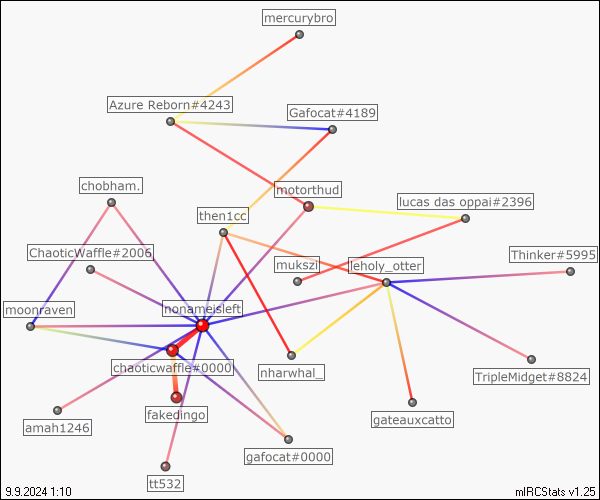 mercurybro
Azure Reborn#4243
Gafocat#4189
chobham.
motorthud
lucas das oppai#2396
then1cc
ChaoticWaffle#2006
Thinker#5995
mukszi
leholy_otter
moonraven
nonameisleft
chaoticwaffle#0000
nharwhal_
TripleMidget#8824
fakedingo
gateauxcatto
amah1246
gafocat#0000
tt532
9.9.2024 1:10
mIRCStats v1.25